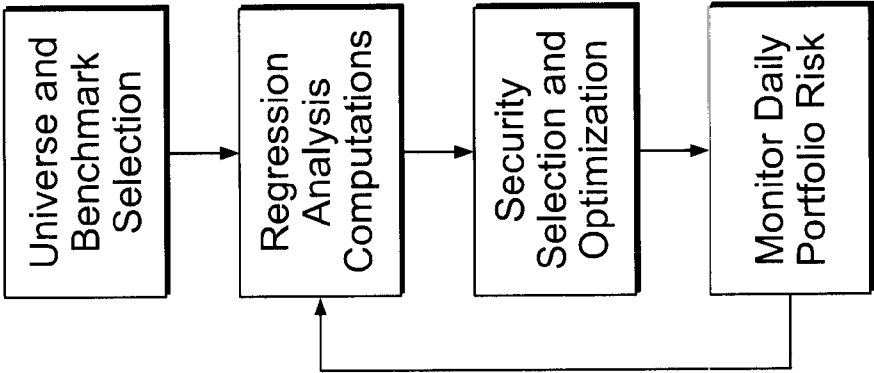 Universe and
Benchmark
Selection
Regression
Analysis
Computations
Security
Selection and
Optimization
Monitor Daily
Portfolio Risk